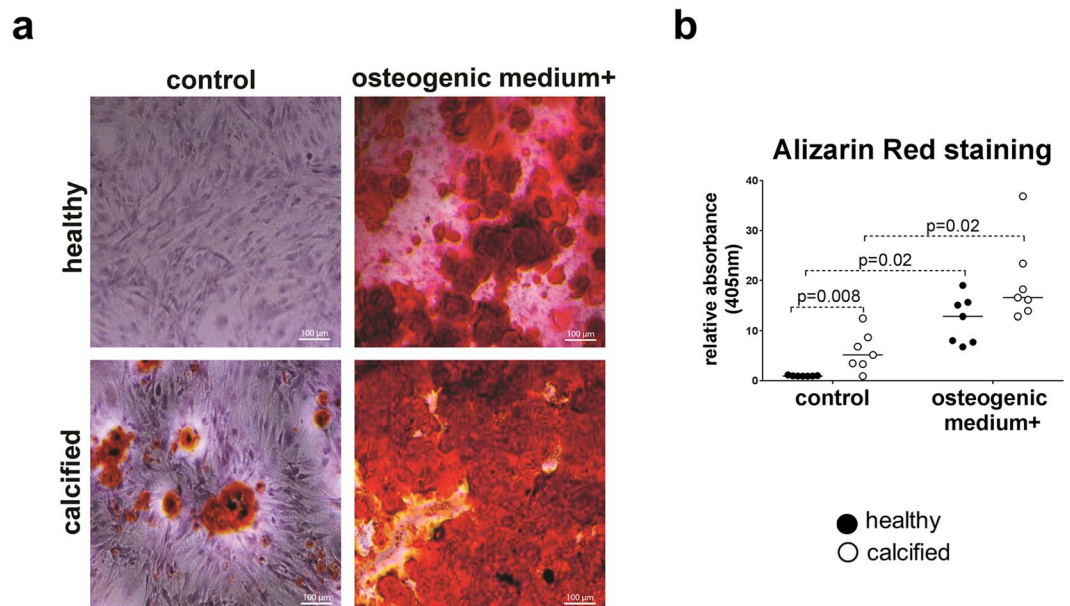 a
control
osteogenic medium+
healthy
100 µm
100 µm
calcified
100 µm
100 µm
b
Alizarin Red staining
relative absorbance
(405nm)
40
30
20
10
0
p=0.008
p=0.02
p=0.02
control
osteogenic
medium+
healthy
calcified